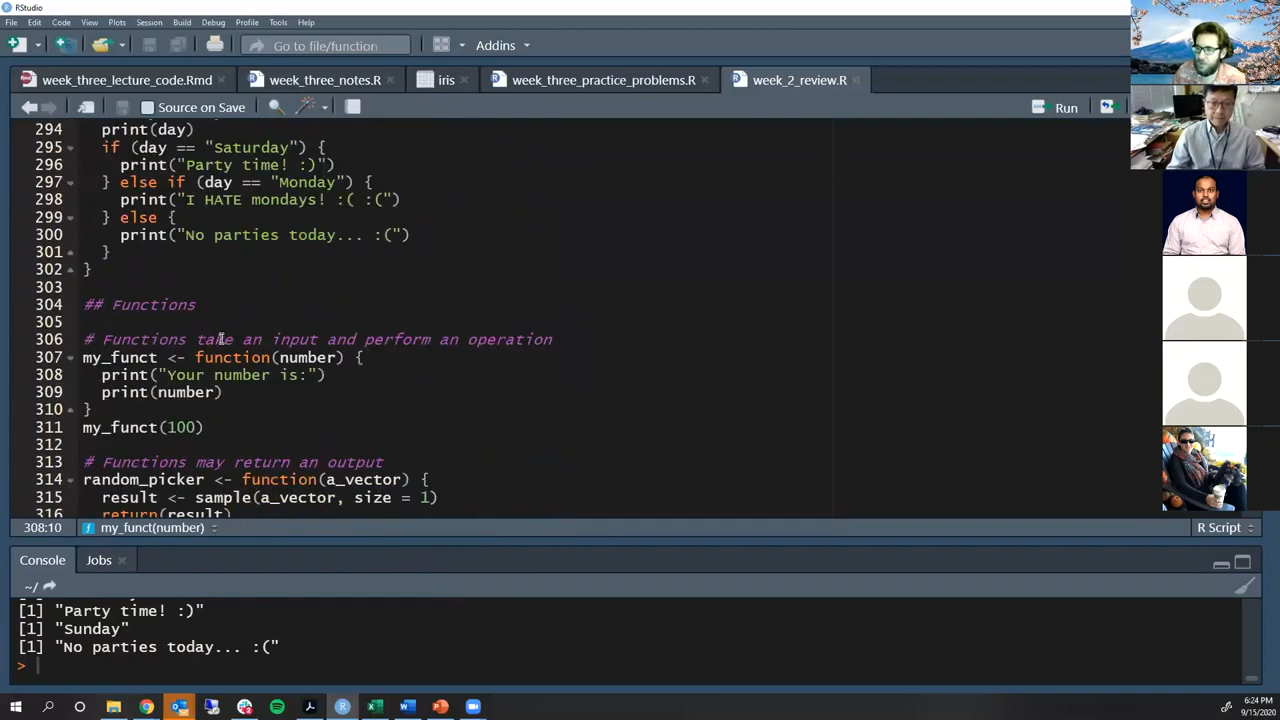 RStudio
File Edit Code View Plots Session Build Debug Profile Tools Help
Go to file/function Addins
week_three_lecture_code.Rmd week_three_notes.R iris week_three_practice_problems.R week_2_review.R
Source on Save Run
294 print(day)
295 if (day == "Saturday") {
296 print("Party time! :)")
297 } else if (day == "Monday") {
298 print("I HATE mondays! :( :(")
299 } else {
300 print("No parties today... :(")
301 }
302 }
303
304 ## Functions
305
306 # Functions take an input and perform an operation
307 my_funct <- function(number) {
308 print("Your number is:")
309 print(number)
310 }
311 my_funct(100)
312
313 # Functions may return an output
314 random_picker <- function(a_vector) {
315 result <- sample(a_vector, size = 1)
316 return(result)
308:10 my_funct(number) R Script
Console Jobs
~/
[1] "Party time! :)"
[1] "Sunday"
[1] "No parties today... :("
>
6:24 PM
9/15/2020